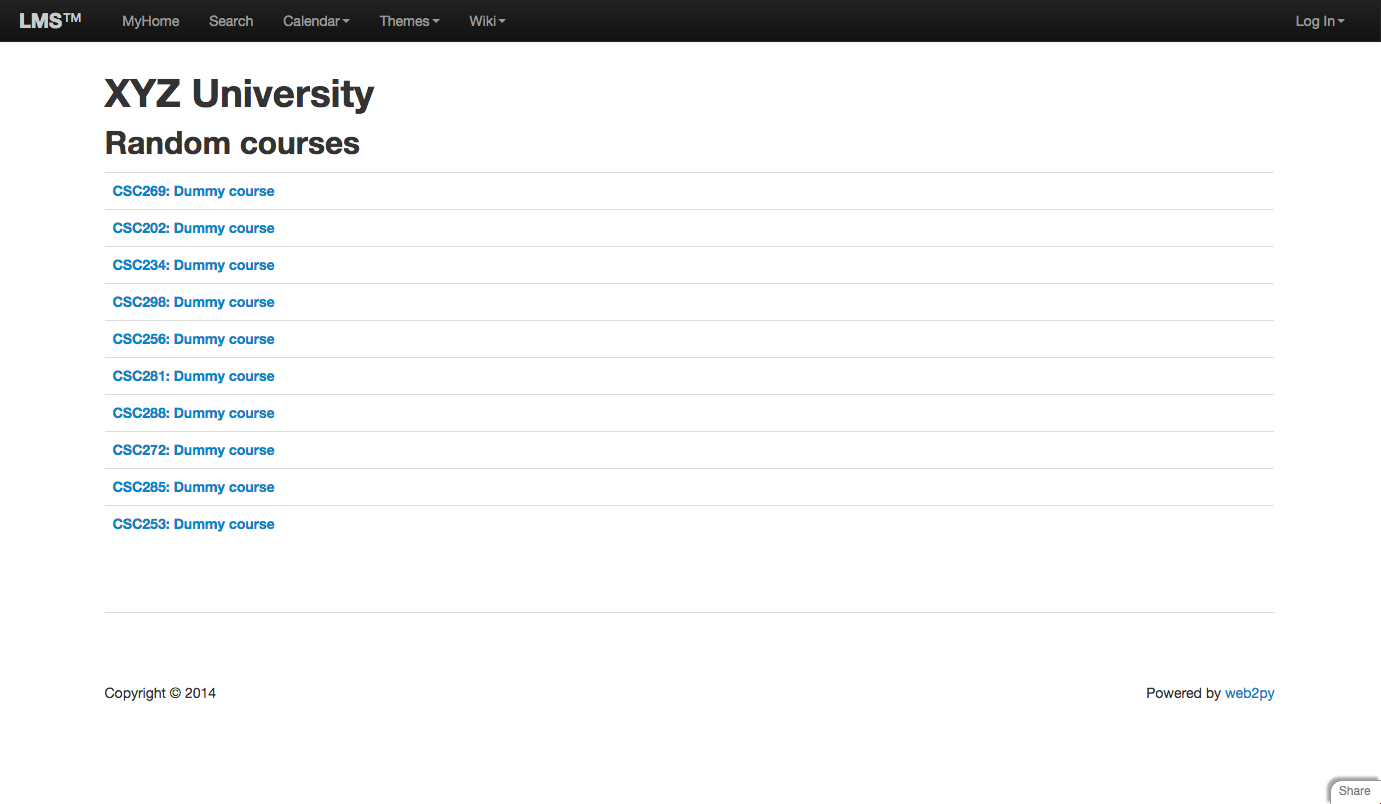 LMS™ MyHome Search Calendar Themes Wiki Log In
XYZ University
Random courses
CSC269: Dummy course
CSC202: Dummy course
CSC234: Dummy course
CSC298: Dummy course
CSC256: Dummy course
CSC281: Dummy course
CSC288: Dummy course
CSC272: Dummy course
CSC285: Dummy course
CSC253: Dummy course
Copyright © 2014 Powered by web2py
Share